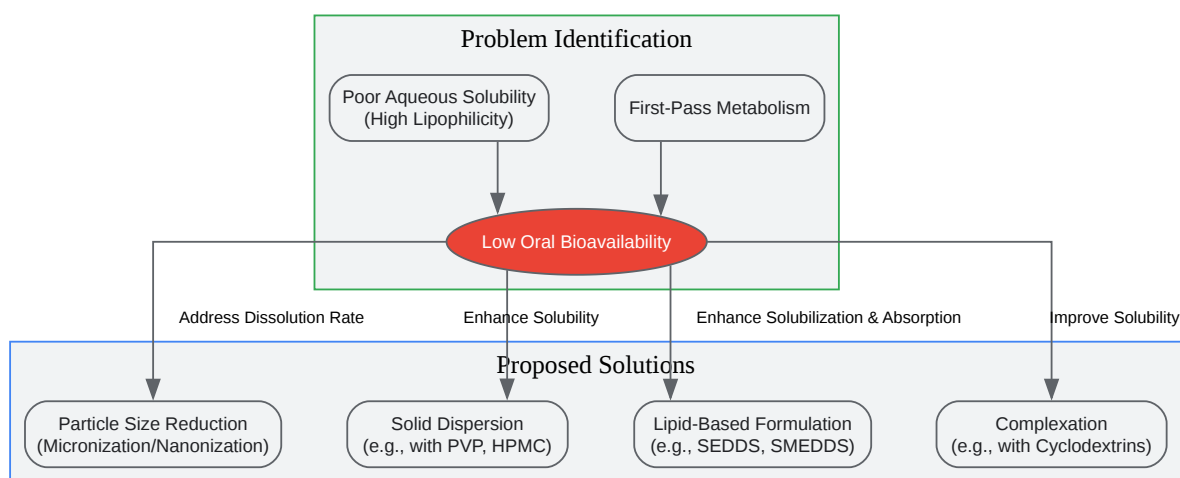 Problem Identification
Poor Aqueous Solubility
(High Lipophilicity)
First-Pass Metabolism
Low Oral Bioavailability
Address Dissolution Rate
Enhance Solubility
Enhance Solubilization & Absorption
Improve Solubility
Proposed Solutions
Particle Size Reduction
(Micronization/Nanonization)
Solid Dispersion
(e.g., with PVP, HPMC)
Lipid-Based Formulation
(e.g., SEDDS, SMEDDS)
Complexation
(e.g., with Cyclodextrins)